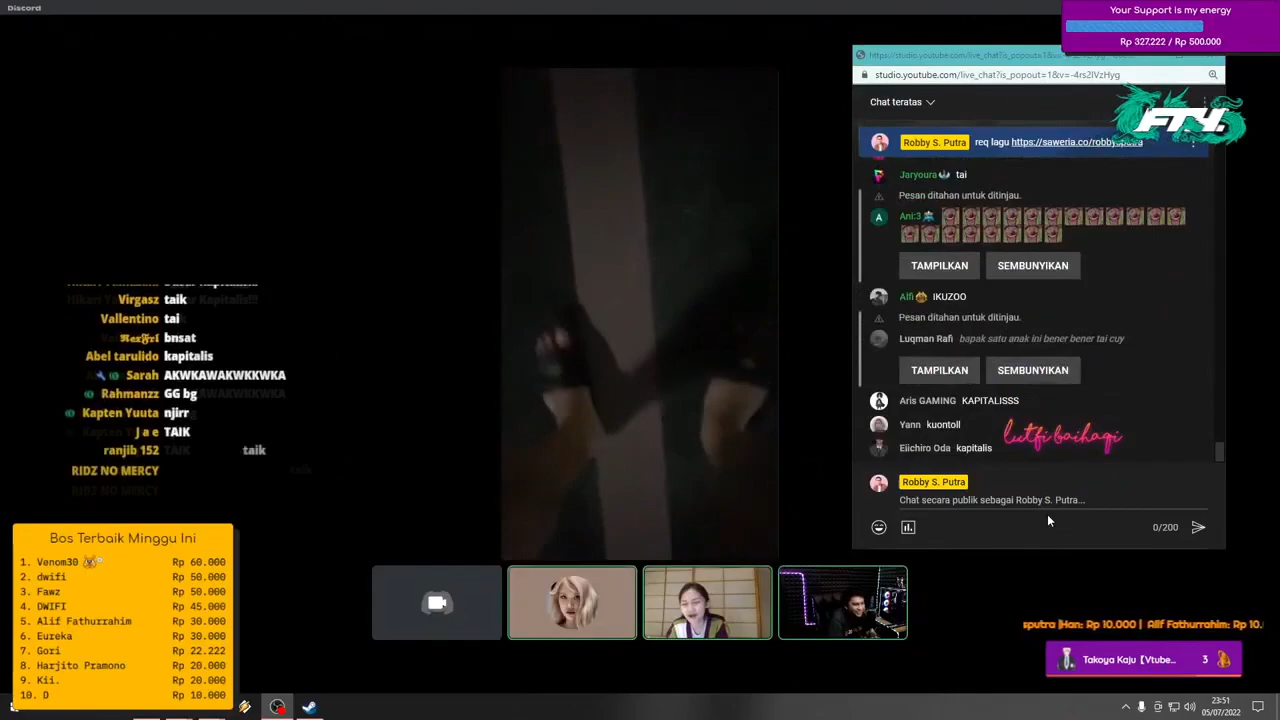 Discord
Your Support Is my energy
Rp 327.222 / Rp 500.000
studio.youtube.com/live_chat?is_popout=1&v=-4rs2IVzHyg
Chat teratas
FTY.
Robby S. Putra req lagu https://saweria.co/robbysputra
Jaryoura tai
Pesan ditahan untuk ditinjau.
A Ani:3
TAMPILKAN SEMBUNYIKAN
Alfi IKUZOO
Pesan ditahan untuk ditinjau.
Luqman Rafi bapak satu anak ini bener bener tai cuy
TAMPILKAN SEMBUNYIKAN
Aris GAMING KAPITALISSS
Yann kuontoll
lutfi baihaqi
Eiichiro Oda kapitalis
Robby S. Putra
Chat secara publik sebagai Robby S. Putra...
0/200
Virgasz taik
Vallentino tai
bnsat
Abel tarulido kapitalis
Sarah AKWKAWAKWKKWKA
Rahmanzz GG bg
Kapten Yuuta njirr
J a e TAIK
ranjib 152 taik
RIDZ NO MERCY
Bos Terbaik Minggu Ini
1. Venom30 Rp 60.000
2. dwifi Rp 50.000
3. Fawz Rp 50.000
4. DWIFI Rp 45.000
5. Alif Fathurrahim Rp 30.000
6. Eureka Rp 30.000
7. Gori Rp 22.222
8. Harjito Pramono Rp 20.000
9. Kii. Rp 20.000
10. D Rp 10.000
sputra |Han: Rp 10.000 | Alif Fathurrahim: Rp 10.
Takoya Kaju【Vtube... 3
23:51
05/07/2022